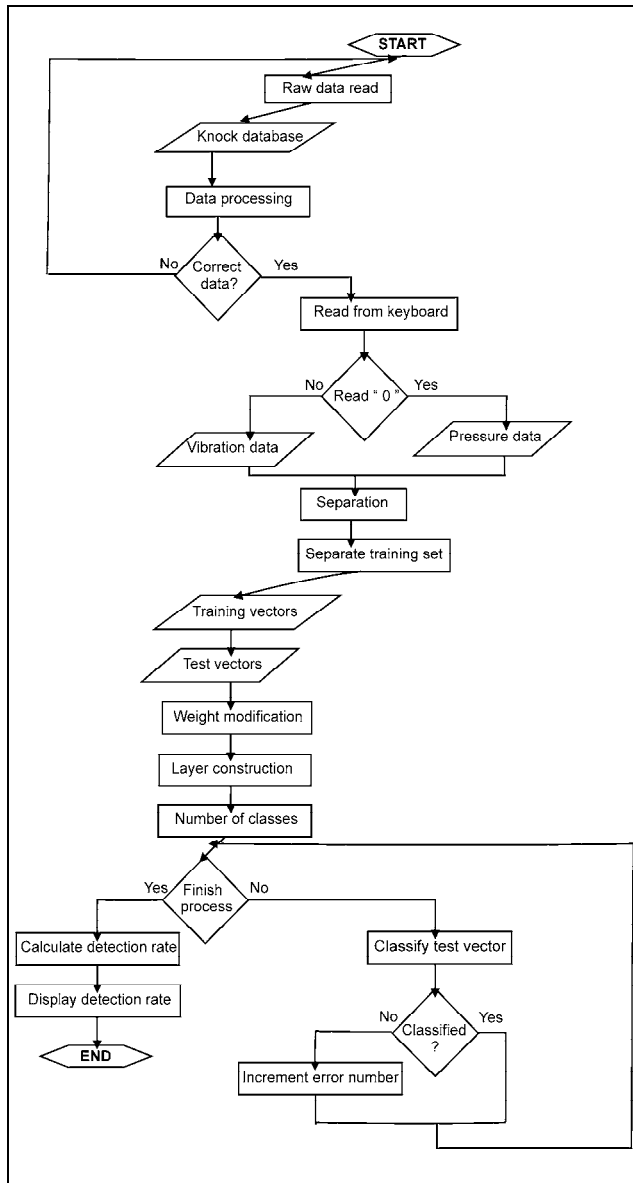 START
Raw data read
Knock database
Data processing
No
Correct
data?
Yes
Read from keyboard
No
Read " 0 "
Yes
Vibration data
Pressure data
Separation
Separate training set
Training vectors
Test vectors
Weight modification
Layer construction
Number of classes
Yes
Finish
process
No
Calculate detection rate
Classify test vector
Display detection rate
No
Classified
?
Yes
END
Increment error number